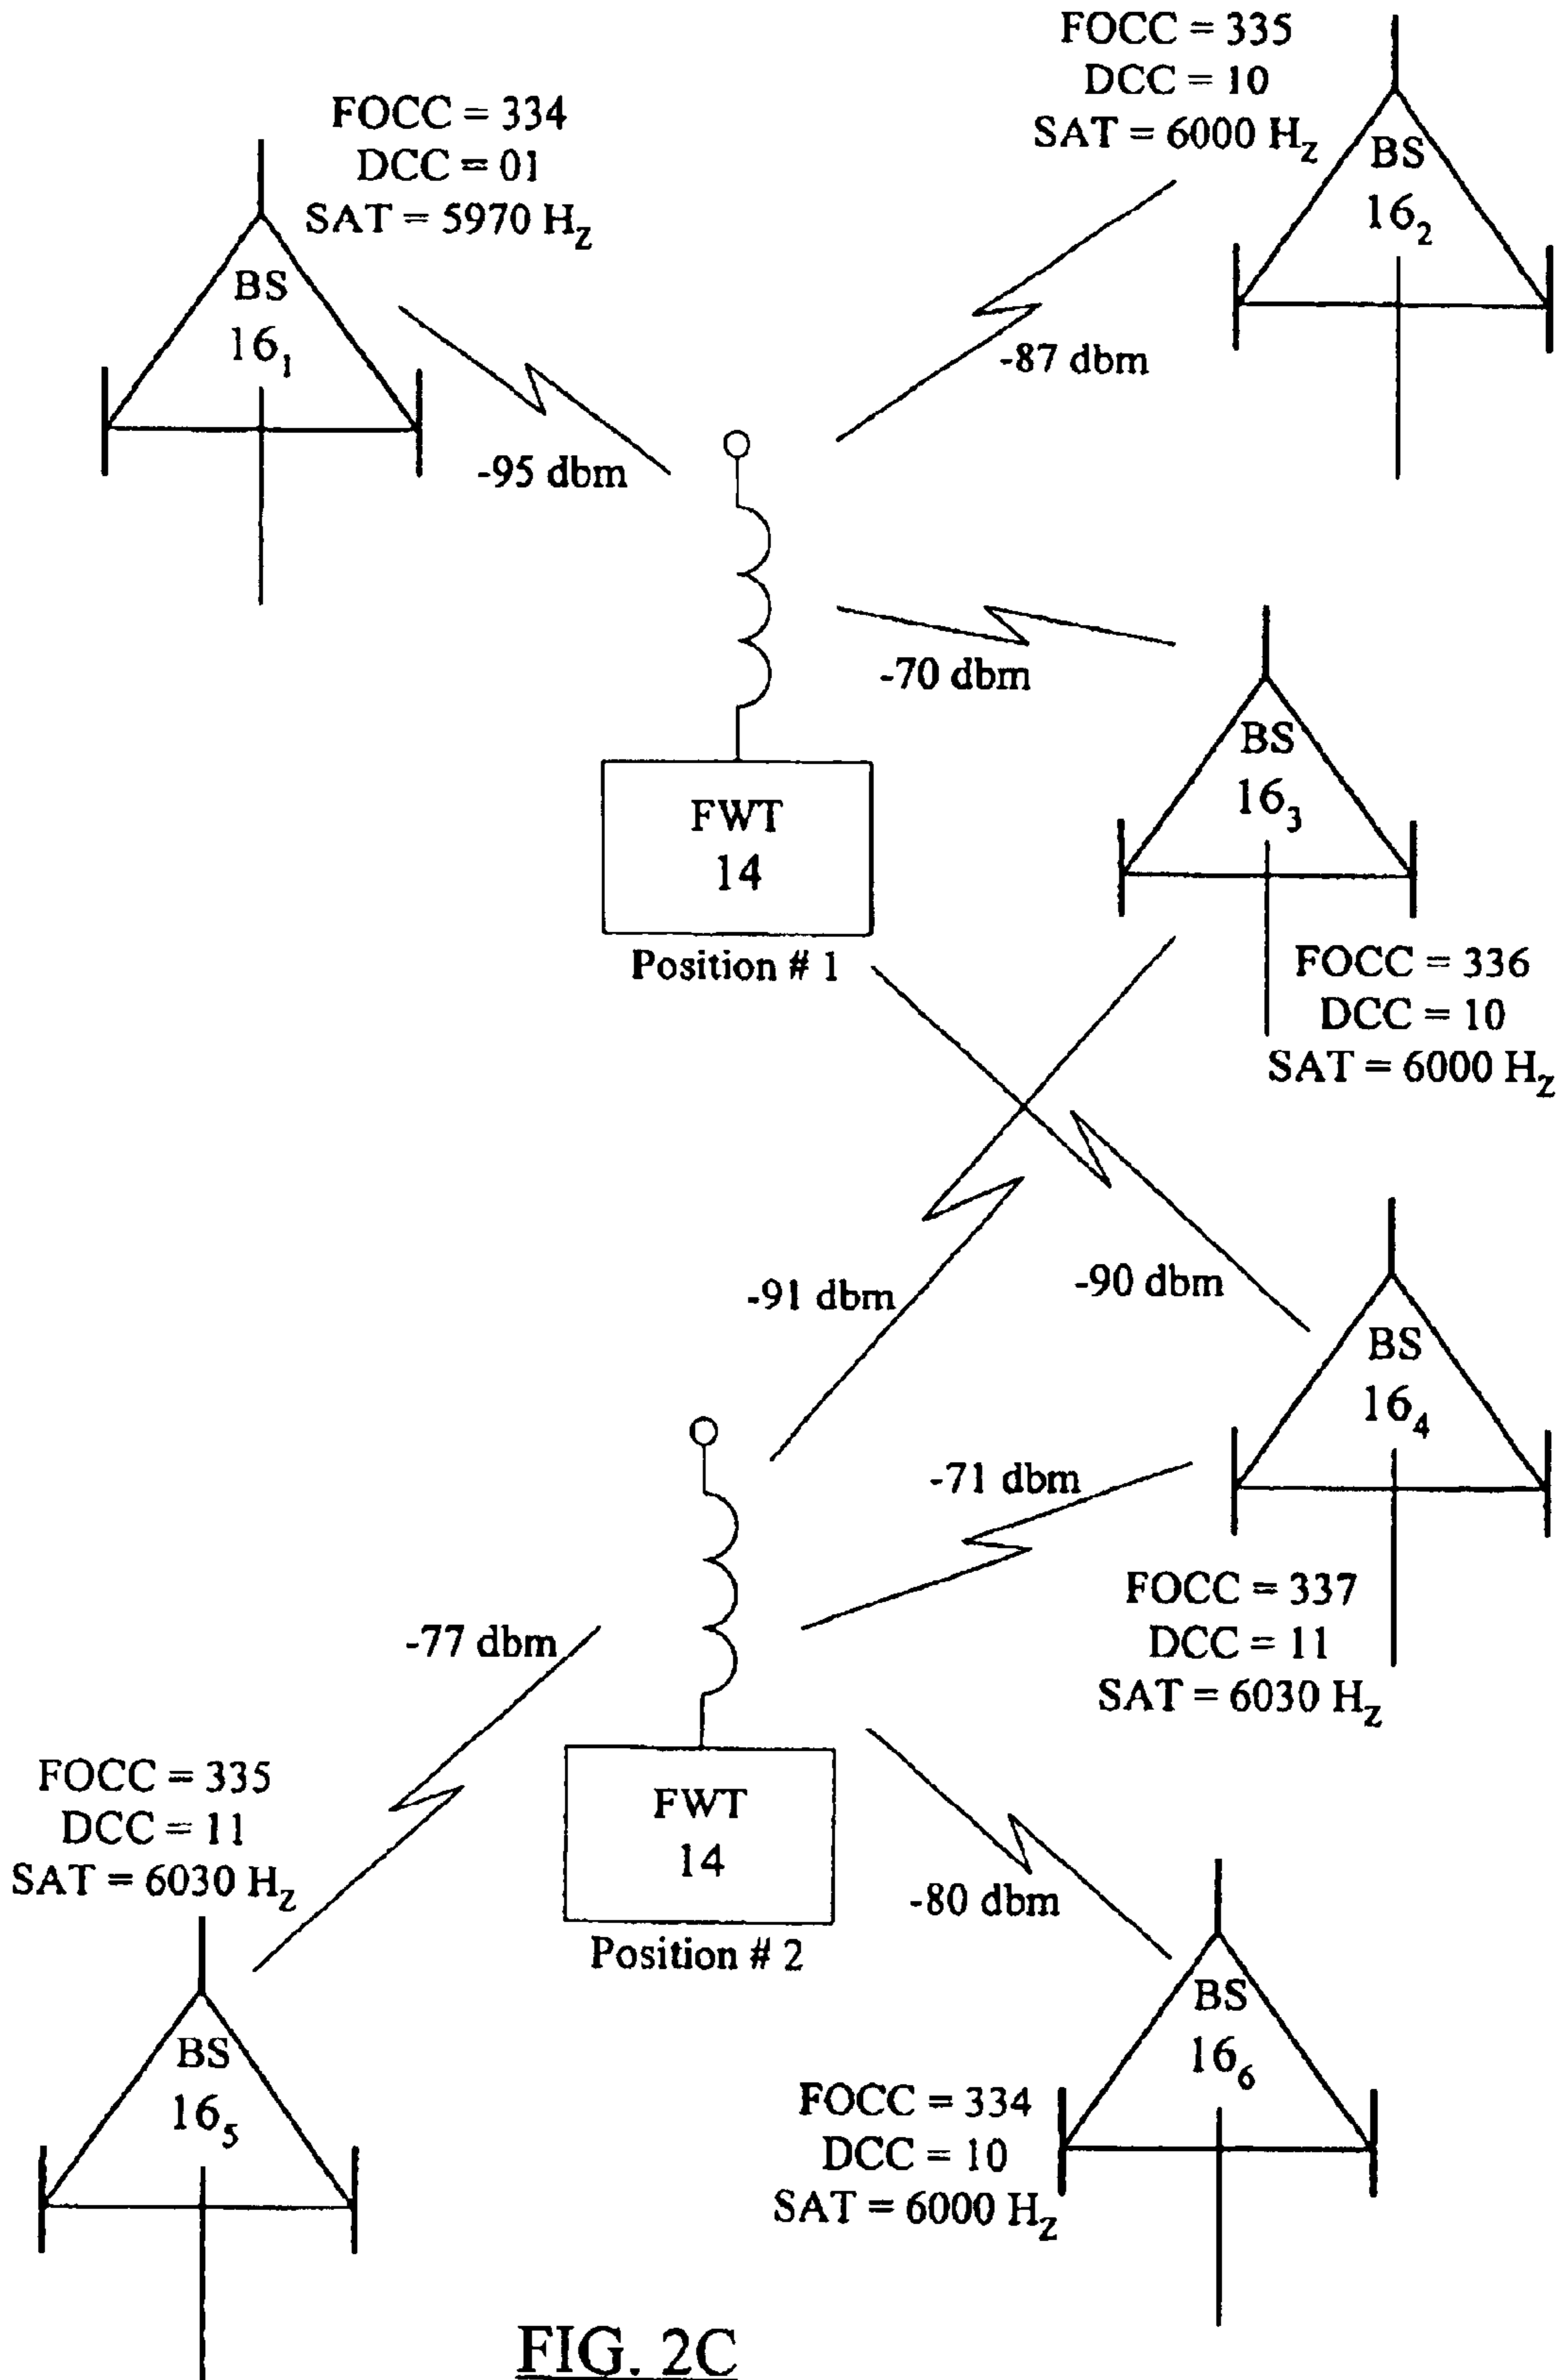 FOCC = 335
DCC = 10
SAT = 6000 Hz
BS
16₂
FOCC = 334
DCC = 01
SAT = 5970 Hz
BS
16₁
-87 dbm
-95 dbm
-70 dbm
BS
16₃
FWT
14
Position # 1
FOCC = 336
DCC = 10
SAT = 6000 Hz
-91 dbm
-90 dbm
BS
16₄
-71 dbm
FOCC = 337
DCC = 11
SAT = 6030 Hz
-77 dbm
FWT
14
Position # 2
FOCC = 335
DCC = 11
SAT = 6030 Hz
-80 dbm
BS
16₅
BS
16₆
FOCC = 334
DCC = 10
SAT = 6000 Hz
FIG. 2C